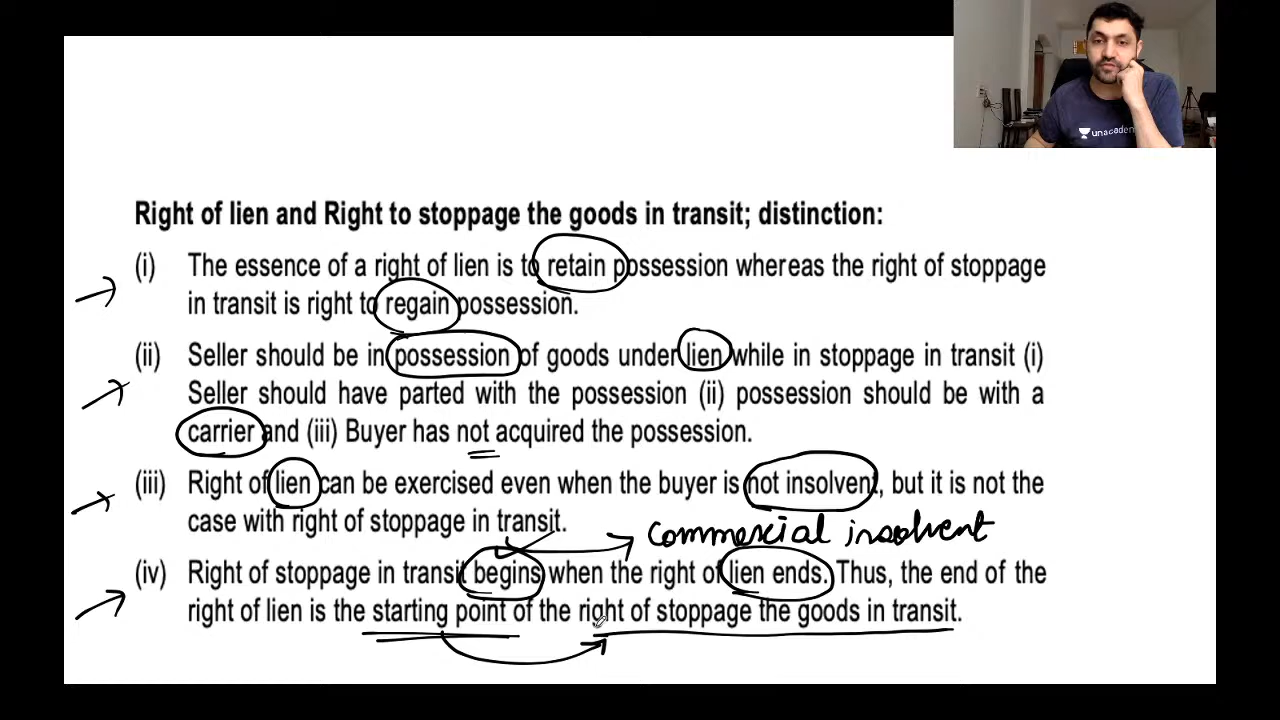 unacadem
Right of lien and Right to stoppage the goods in transit; distinction:
(i) The essence of a right of lien is to retain possession whereas the right of stoppage
in transit is right to regain possession.
(ii) Seller should be in possession of goods under lien while in stoppage in transit (i)
Seller should have parted with the possession (ii) possession should be with a
carrier and (iii) Buyer has not acquired the possession.
(iii) Right of lien can be exercised even when the buyer is not insolvent, but it is not the
case with right of stoppage in transit.
commercial insolvent
(iv) Right of stoppage in transit begins when the right of lien ends. Thus, the end of the
right of lien is the starting point of the right of stoppage the goods in transit.